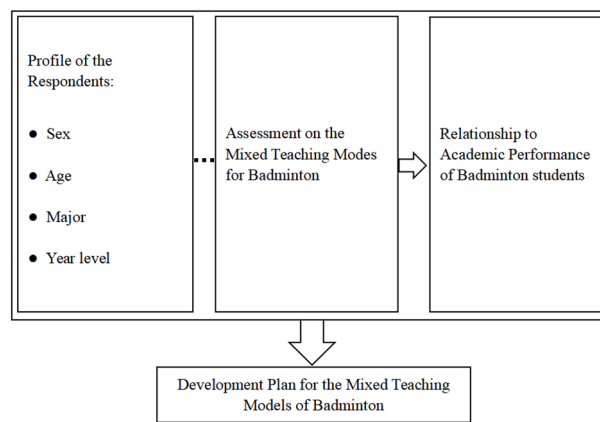 Profile of the
Respondents:
● Sex
● Age
● Major
● Year level
Assessment on the
Mixed Teaching Modes
for Badminton
Relationship to
Academic Performance
of Badminton students
Development Plan for the Mixed Teaching
Models of Badminton